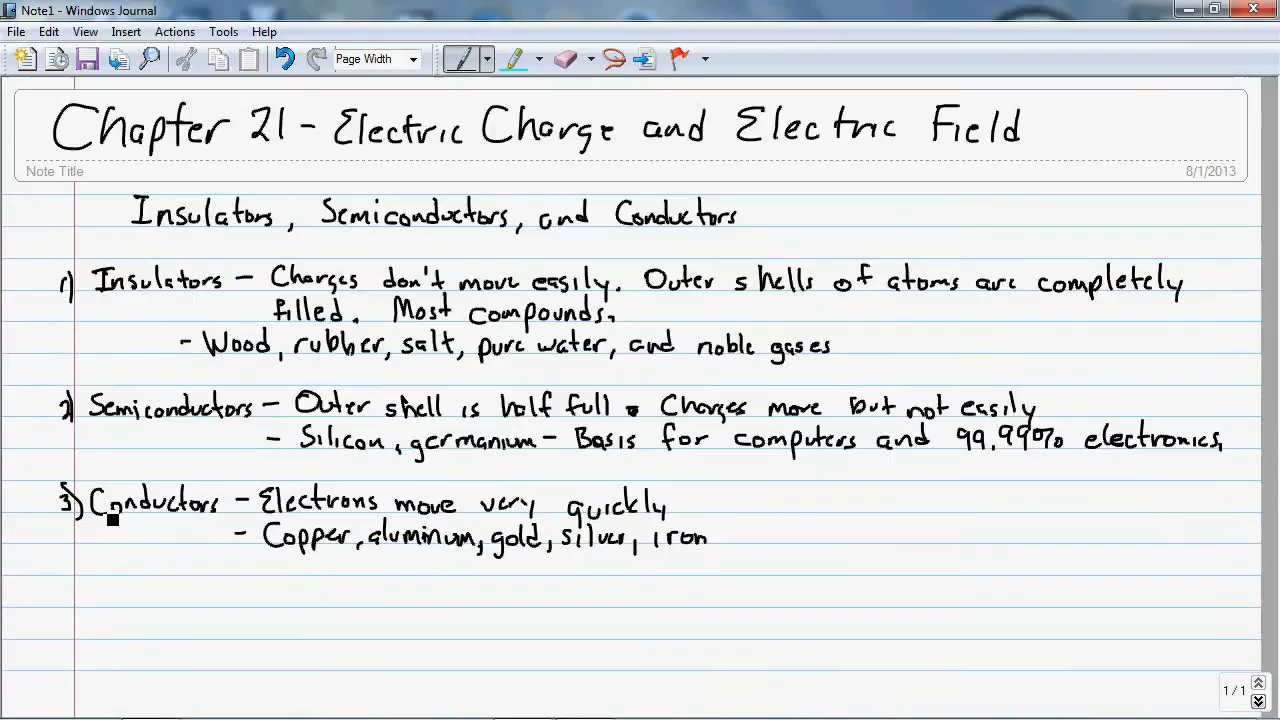 Note1 - Windows Journal
File Edit View Insert Actions Tools Help
Page Width
Chapter 21 - Electric Charge and Electric Field
Note Title
8/1/2013
Insulators, Semiconductors, and Conductors
1) Insulators - Charges don't move easily. Outer shells of atoms are completely
filled. Most compounds.
- Wood, rubber, salt, pure water, and noble gases
2) Semiconductors - Outer shell is half full. Charges move but not easily
- Silicon, germanium - Basis for computers and 99.99% electronics.
3) Conductors - Electrons move very quickly
- Copper, aluminum, gold, silver, iron
1 / 1